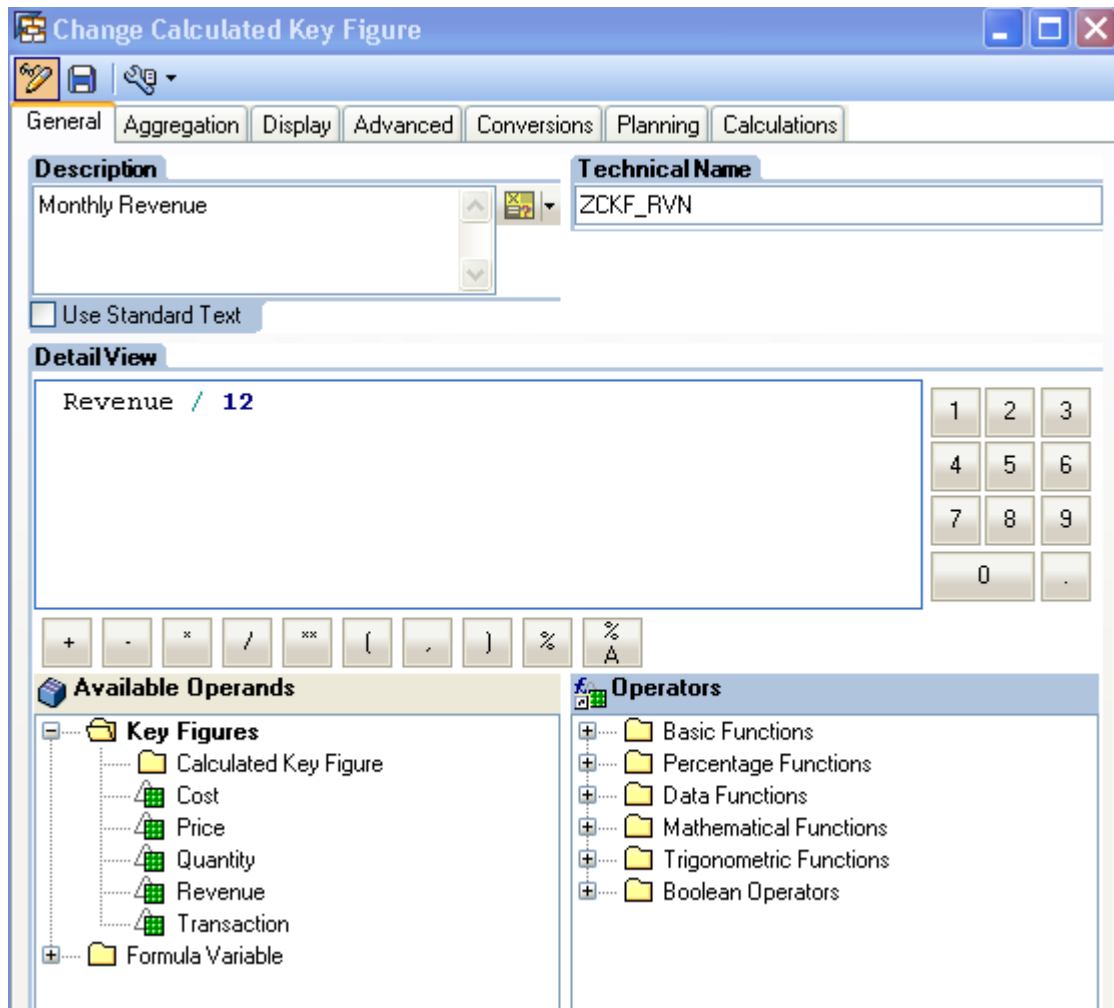 Change Calculated Key Figure
General Aggregation Display Advanced Conversions Planning Calculations
Description
Technical Name
Monthly Revenue
ZCKF_RVN
Use Standard Text
Detail View
Revenue / 12
1 2 3
4 5 6
7 8 9
0 .
+ - * / ** ( , ) % %A
Available Operands
Operators
Key Figures
Calculated Key Figure
Cost
Price
Quantity
Revenue
Transaction
Formula Variable
Basic Functions
Percentage Functions
Data Functions
Mathematical Functions
Trigonometric Functions
Boolean Operators